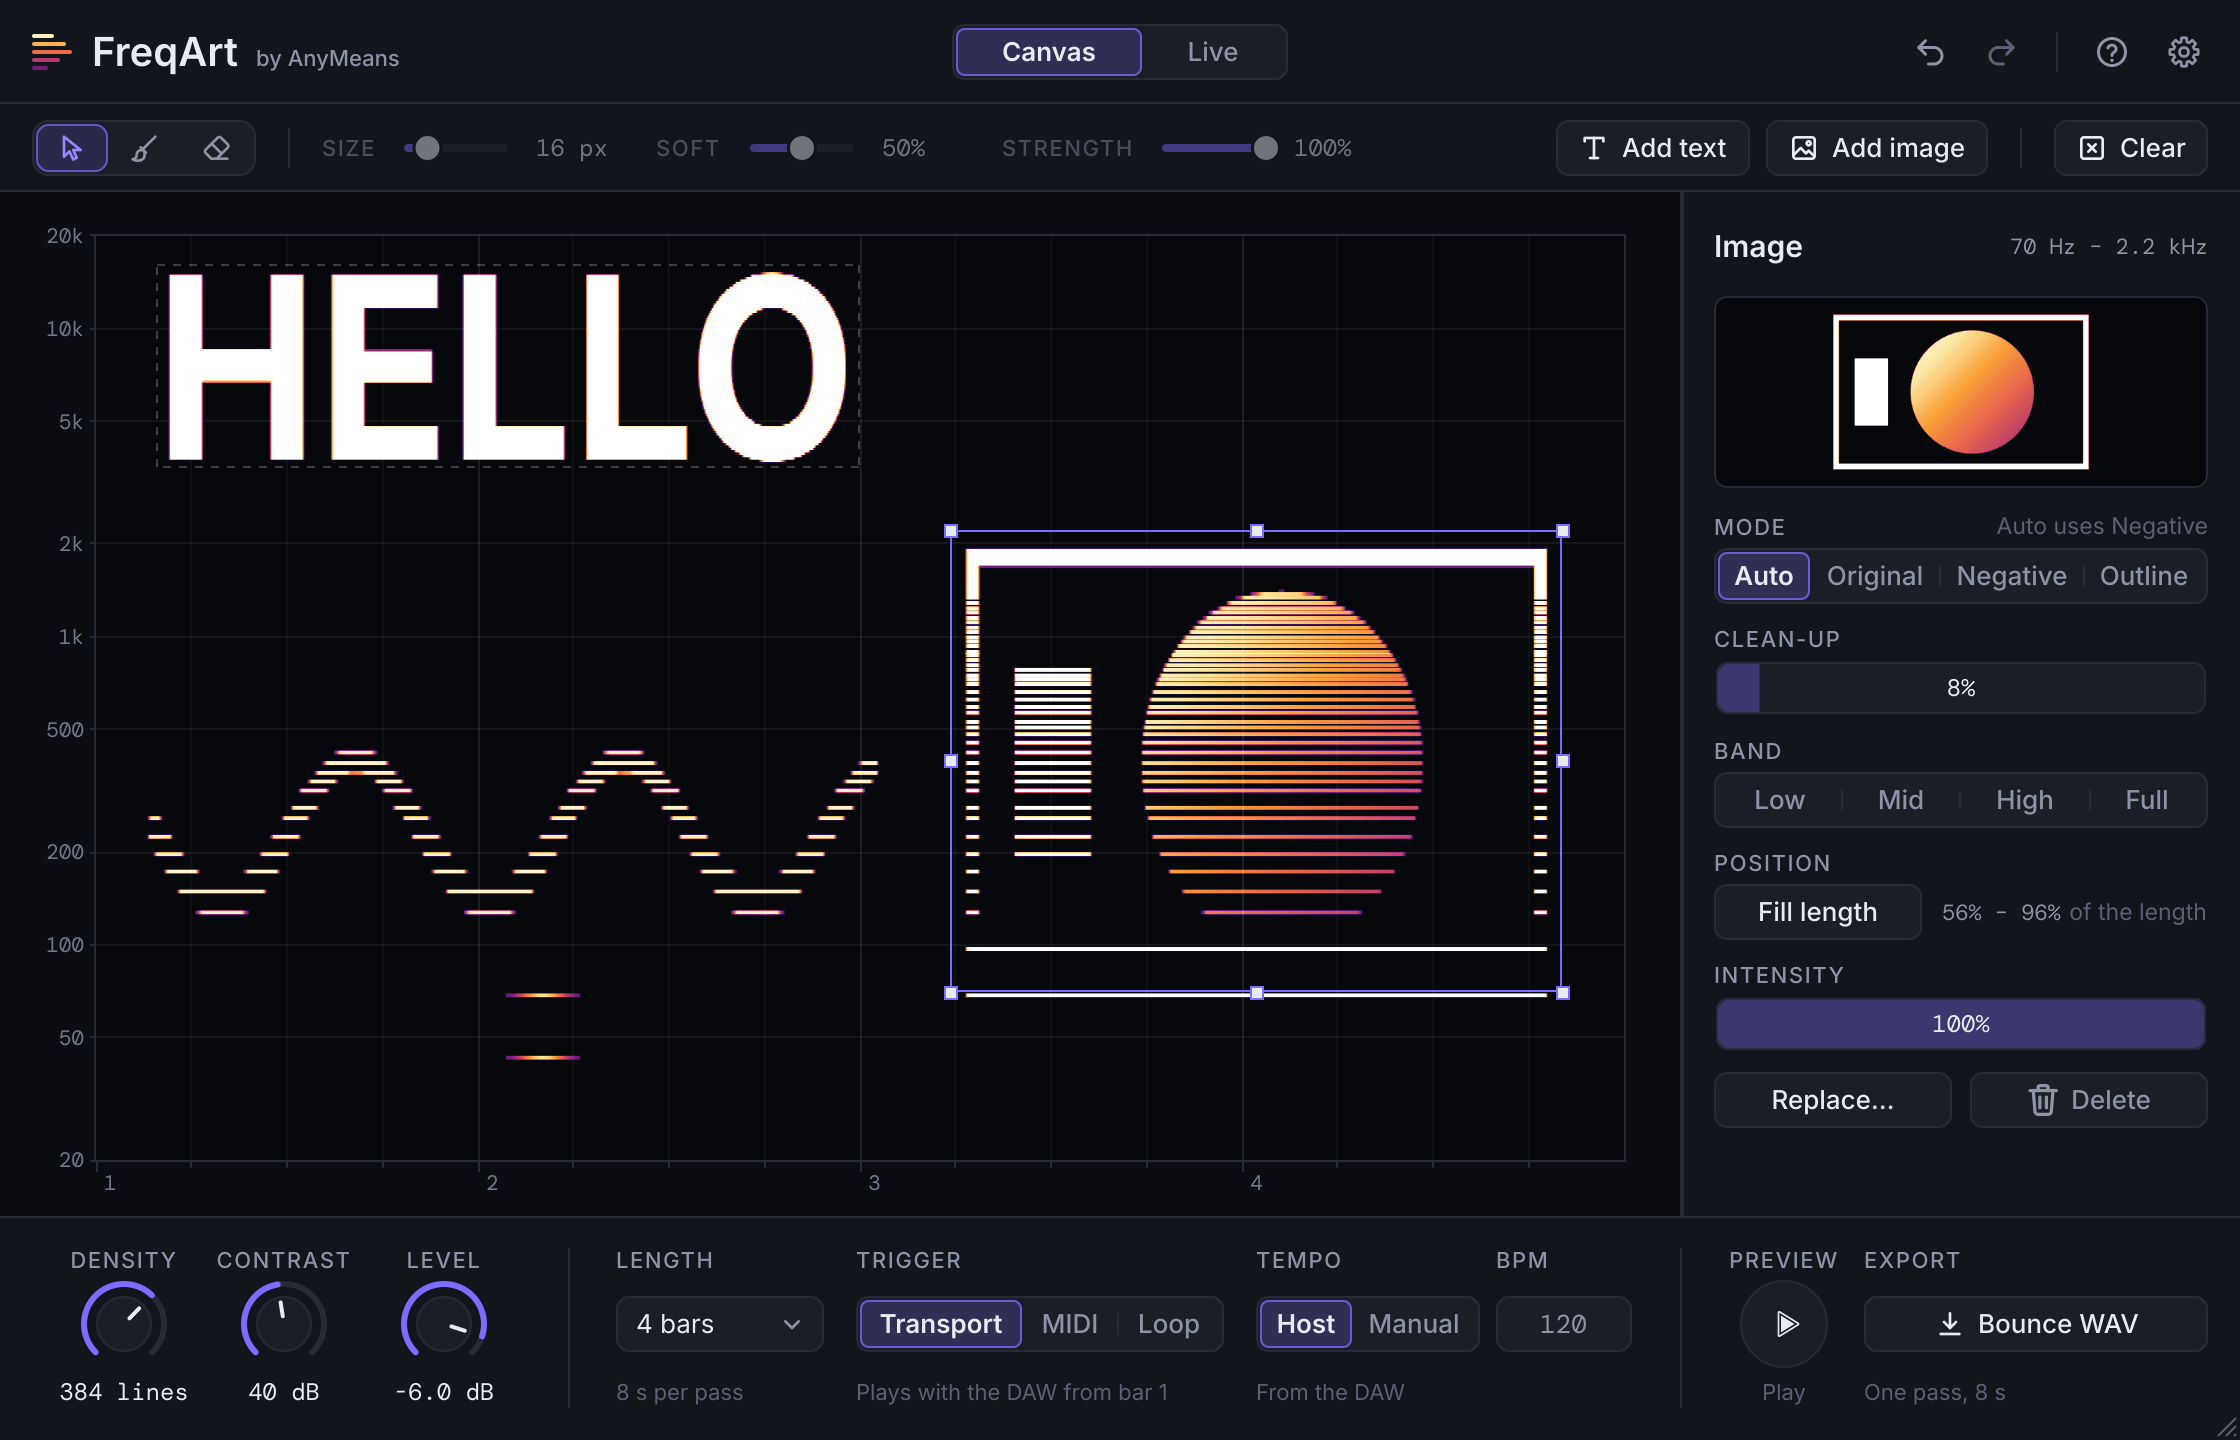 FreqArt by AnyMeans
Canvas Live
SIZE 16 px SOFT 50% STRENGTH 100%
Add text Add image Clear
20k
10k
5k
2k
1k
500
200
100
50
20
1 2 3 4
HELLO
Image 70 Hz - 2.2 kHz
MODE Auto uses Negative
Auto Original Negative Outline
CLEAN-UP
8%
BAND
Low Mid High Full
POSITION
Fill length 56% - 96% of the length
INTENSITY
100%
Replace... Delete
DENSITY CONTRAST LEVEL LENGTH TRIGGER TEMPO BPM PREVIEW EXPORT
4 bars Transport MIDI Loop Host Manual 120 Bounce WAV
384 lines 40 dB -6.0 dB 8 s per pass Plays with the DAW from bar 1 From the DAW Play One pass, 8 s